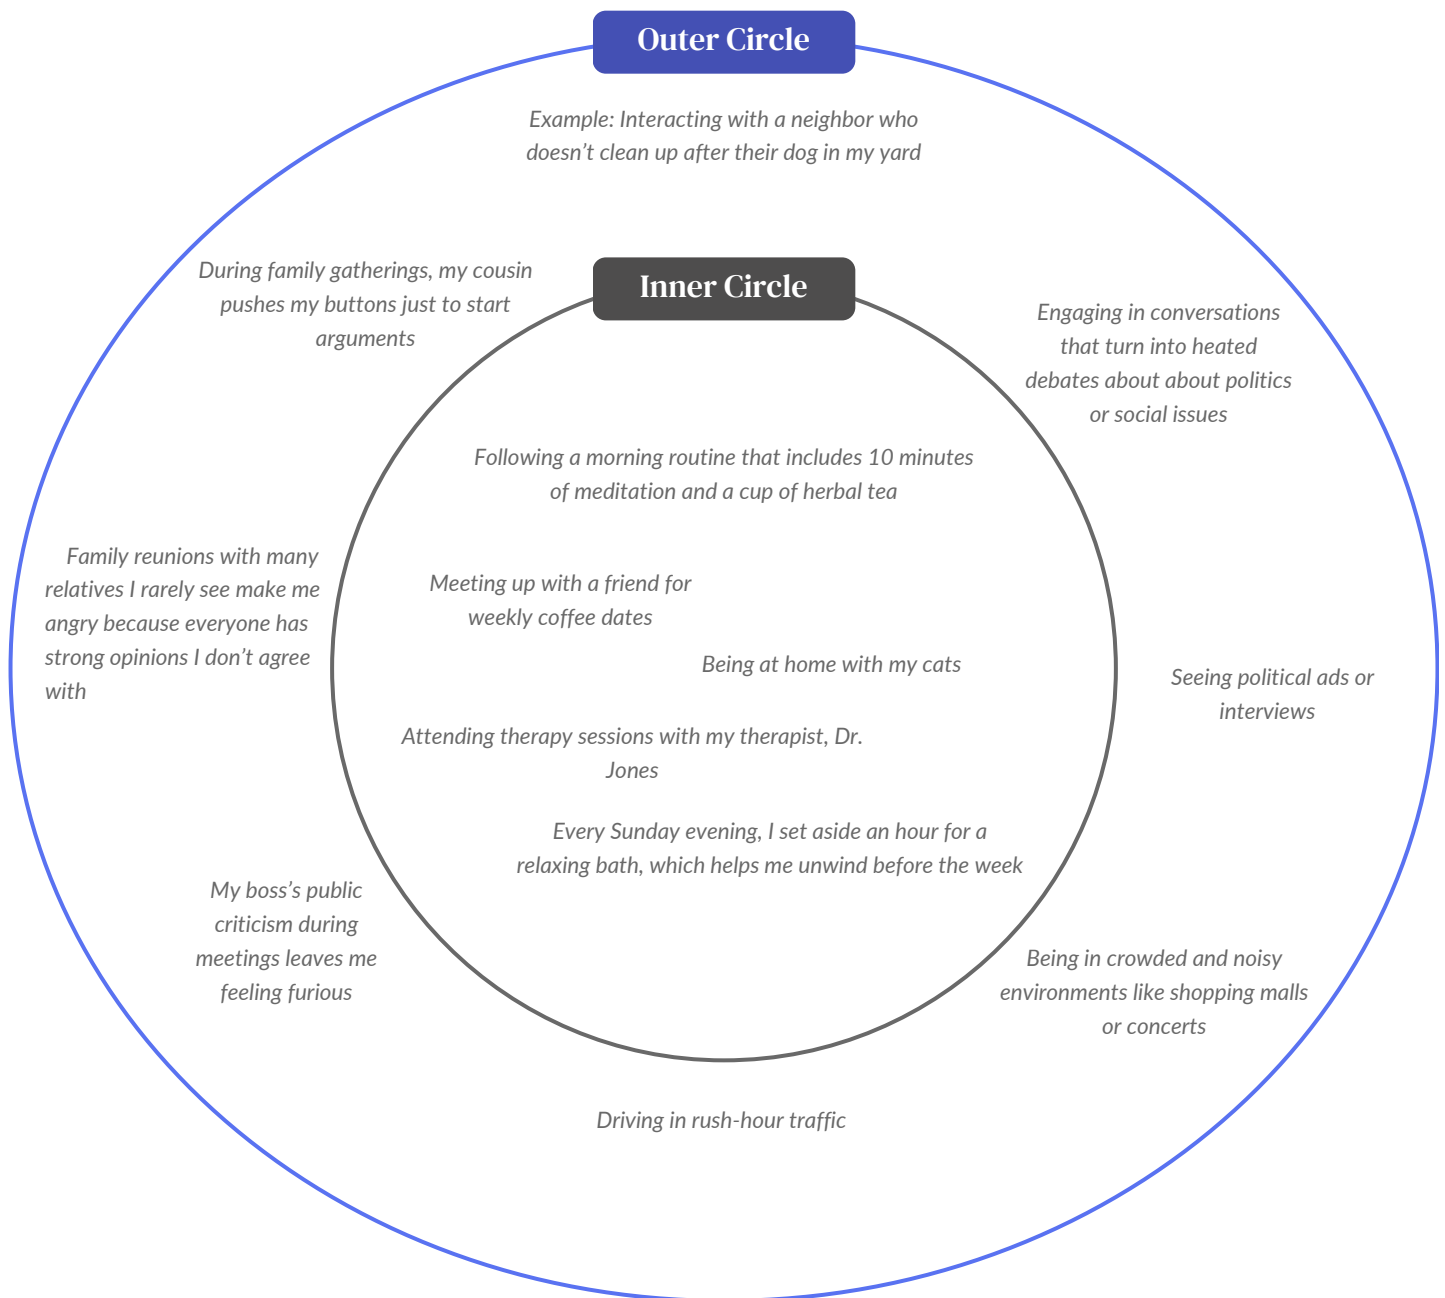 Outer Circle
Example: Interacting with a neighbor who
doesn’t clean up after their dog in my yard
During family gatherings, my cousin
pushes my buttons just to start
arguments
Inner Circle
Engaging in conversations
that turn into heated
debates about about politics
or social issues
Following a morning routine that includes 10 minutes
of meditation and a cup of herbal tea
Family reunions with many
relatives I rarely see make me
angry because everyone has
strong opinions I don’t agree
with
Meeting up with a friend for
weekly coffee dates
Being at home with my cats
Seeing political ads or
interviews
Attending therapy sessions with my therapist, Dr.
Jones
Every Sunday evening, I set aside an hour for a
relaxing bath, which helps me unwind before the week
My boss’s public
criticism during
meetings leaves me
feeling furious
Being in crowded and noisy
environments like shopping malls
or concerts
Driving in rush-hour traffic